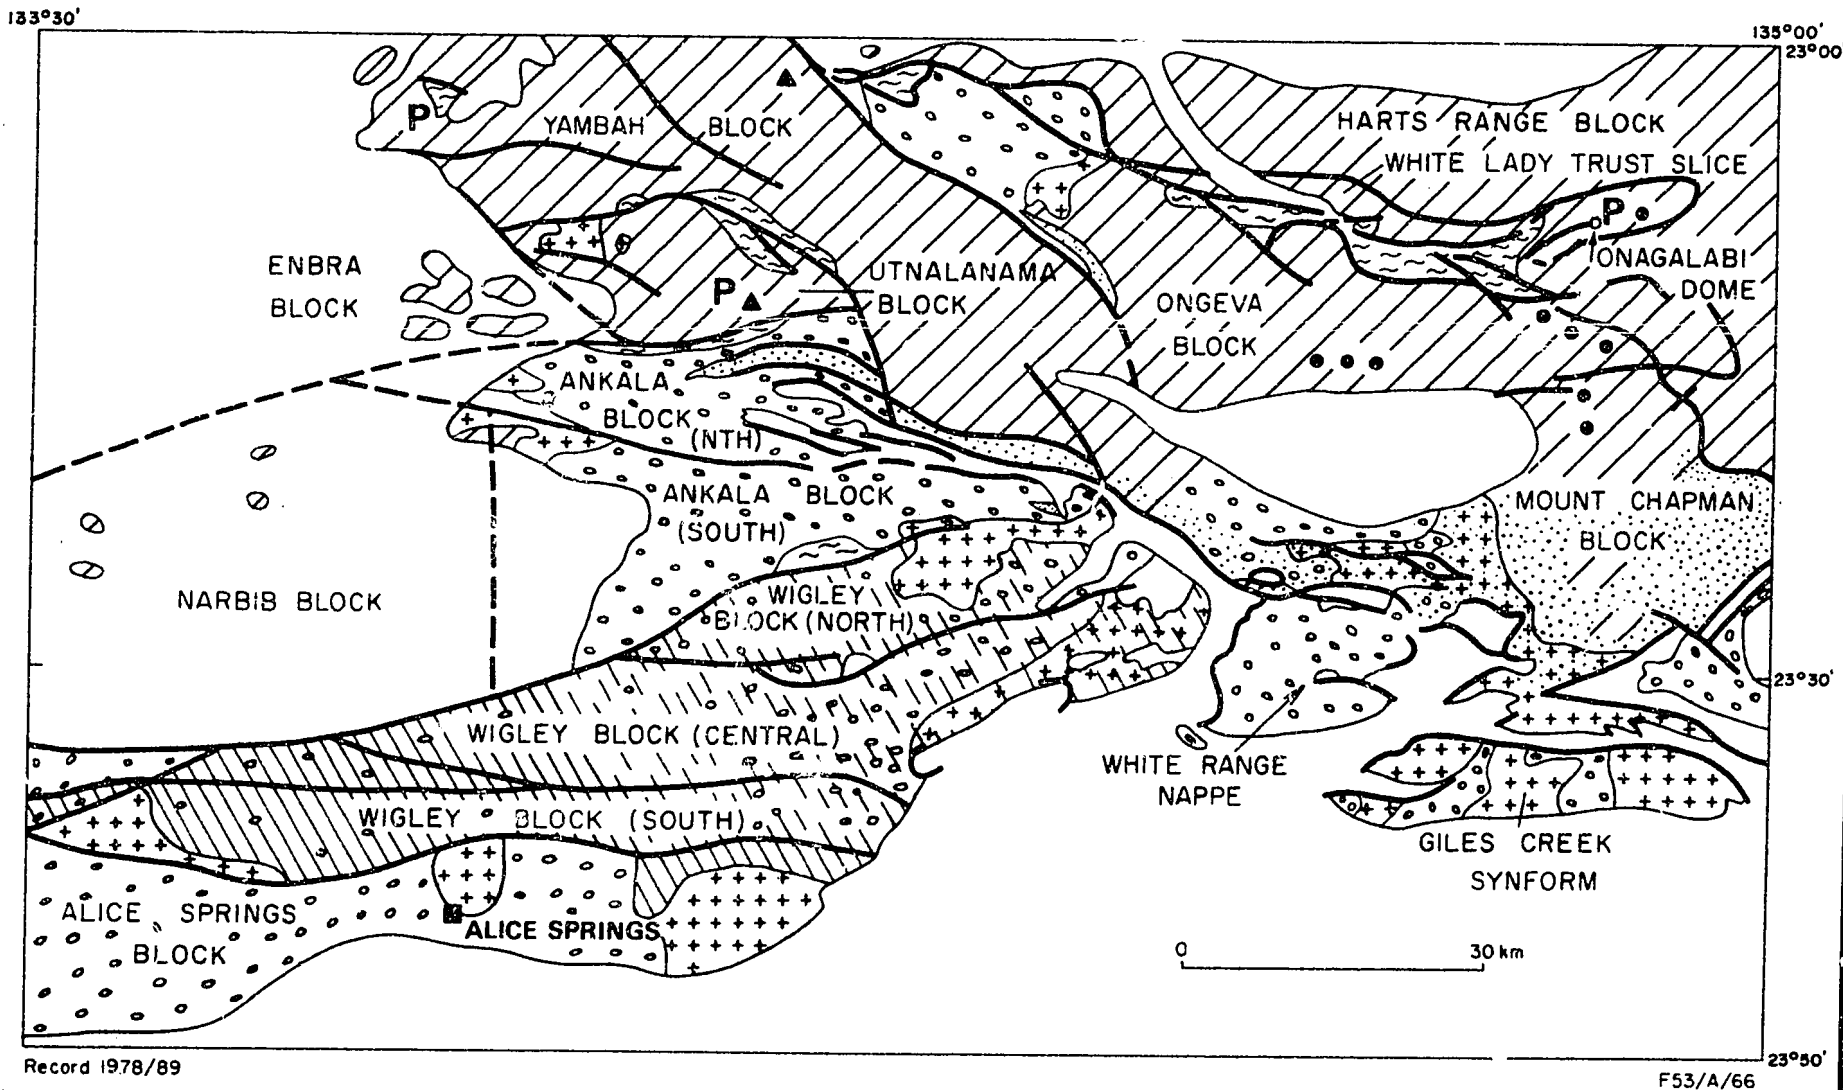 133°30'
135°00'
23°00'
YAMBAH BLOCK
P
HARTS RANGE BLOCK
WHITE LADY TRUST SLICE
P
ONAGALABI
DOME
ENBRA
BLOCK
P
UTNALANAMA
BLOCK
ONGEVA
BLOCK
ANKALA
BLOCK
(NTH)
ANKALA BLOCK
(SOUTH)
MOUNT CHAPMAN
BLOCK
NARBIB BLOCK
WIGLEY
BLOCK (NORTH)
23°30'
WIGLEY BLOCK (CENTRAL)
WHITE RANGE
NAPPE
WIGLEY BLOCK (SOUTH)
GILES CREEK
SYNFORM
ALICE SPRINGS
BLOCK
ALICE SPRINGS
0 30 km
Record 1978/89
23°50'
F53/A/66